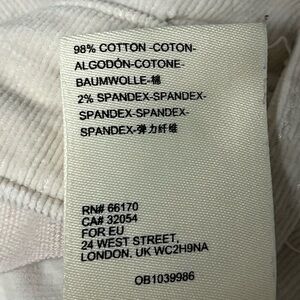 98% COTTON -COTON-
ALGODÓN-COTONE-
BAUMWOLLE-棉
2% SPANDEX-SPANDEX-
SPANDEX-SPANDEX-
SPANDEX-弹力纤维
RN# 66170
CA# 32054
FOR EU
24 WEST STREET,
LONDON, UK WC2H9NA
OB1039986